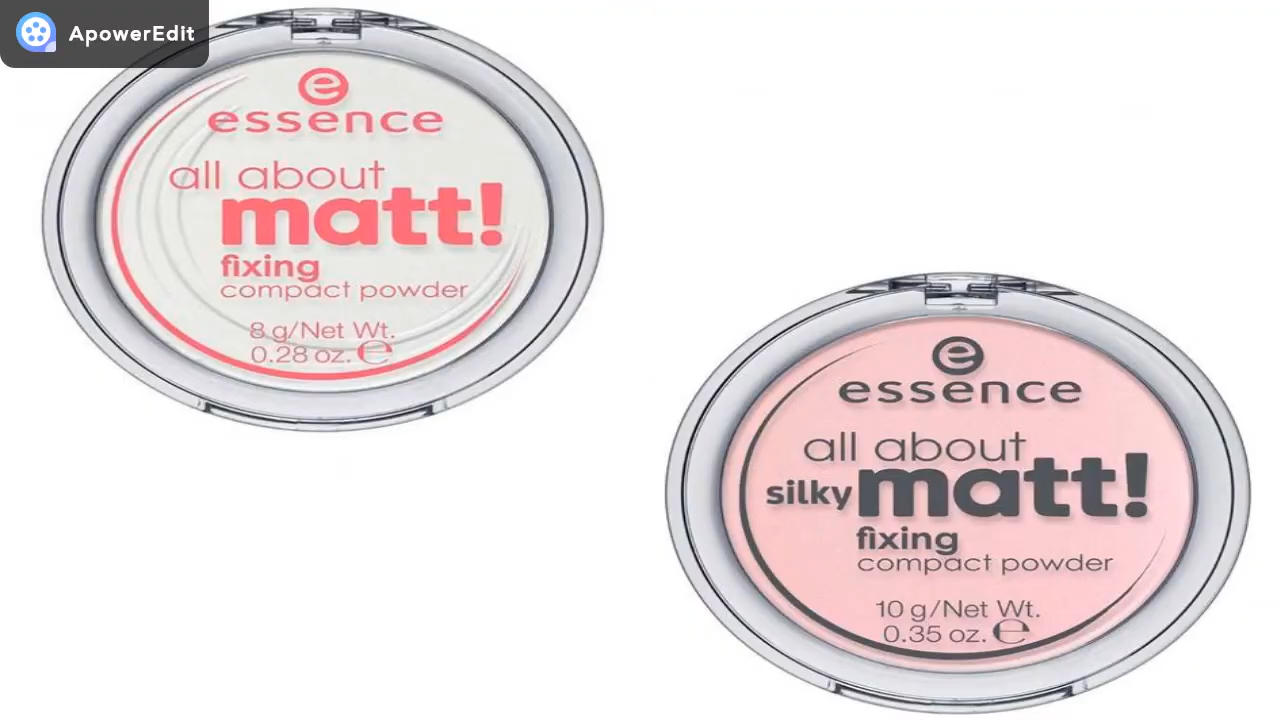 ApowerEdit
e
essence
all about
matt!
fixing
compact powder
8 g/Net Wt.
0.28 oz. ℮
e
essence
all about
silky matt!
fixing
compact powder
10 g/Net Wt.
0.35 oz. ℮